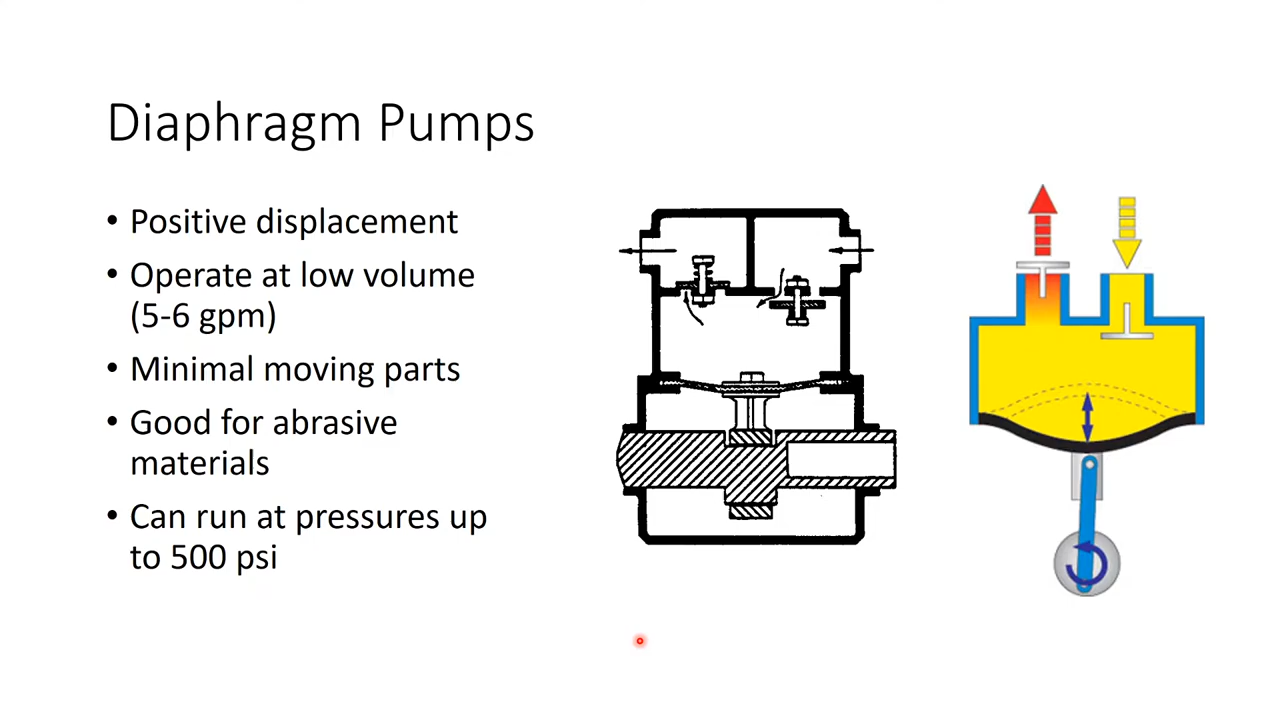 Diaphragm Pumps
• Positive displacement
• Operate at low volume
(5-6 gpm)
• Minimal moving parts
• Good for abrasive
materials
• Can run at pressures up
to 500 psi